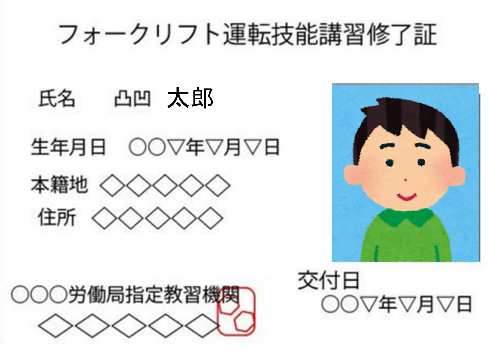 フォークリフト運転技能講習修了証
氏名 凸凹 太郎
生年月日 〇〇▽年▽月▽日
本籍地 ◇◇◇◇◇
住所 ◇◇◇◇◇
〇〇〇労働局指定教習機関
◇◇◇◇◇
交付日
〇〇▽年▽月▽日